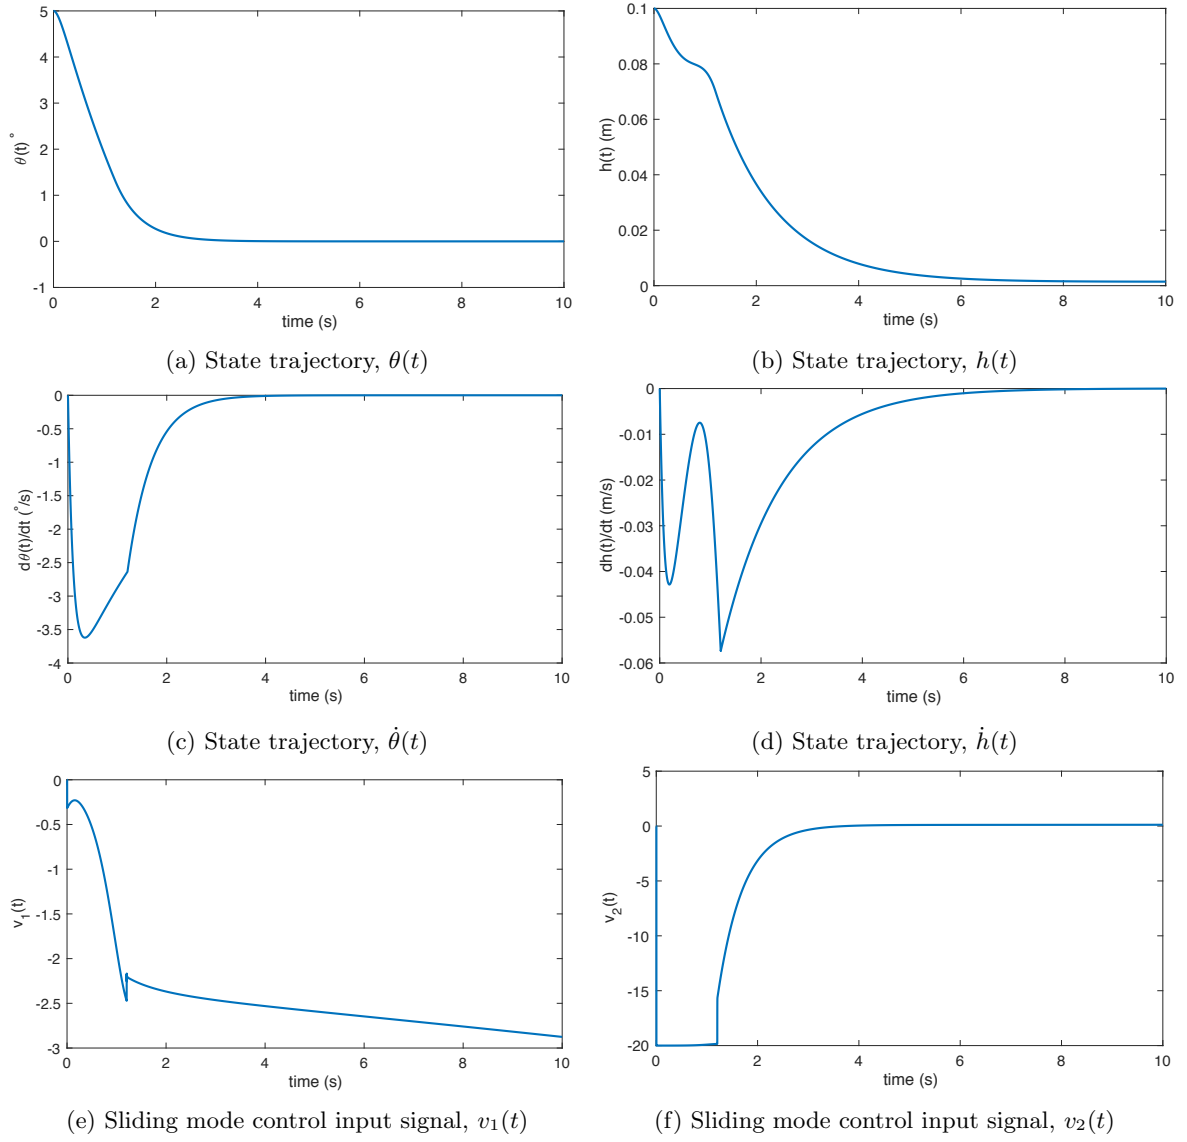 5
4
3
2
1
0
-1
θ(t)°
0 2 4 6 8 10
time (s)
(a) State trajectory, θ(t)
0.1
0.08
0.06
0.04
0.02
0
h(t) (m)
0 2 4 6 8 10
time (s)
(b) State trajectory, h(t)
0
-0.5
-1
-1.5
-2
-2.5
-3
-3.5
-4
dθ(t)/dt (°/s)
0 2 4 6 8 10
time (s)
(c) State trajectory, θ̇(t)
0
-0.01
-0.02
-0.03
-0.04
-0.05
-0.06
dh(t)/dt (m/s)
0 2 4 6 8 10
time (s)
(d) State trajectory, ḣ(t)
0
-0.5
-1
-1.5
-2
-2.5
-3
v₁(t)
0 2 4 6 8 10
time (s)
(e) Sliding mode control input signal, v₁(t)
5
0
-5
-10
-15
-20
v₂(t)
0 2 4 6 8 10
time (s)
(f) Sliding mode control input signal, v₂(t)